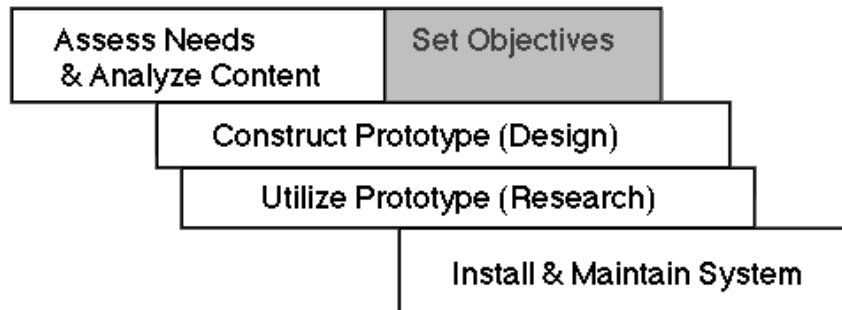 Assess Needs
& Analyze Content
Set Objectives
Construct Prototype (Design)
Utilize Prototype (Research)
Install & Maintain System